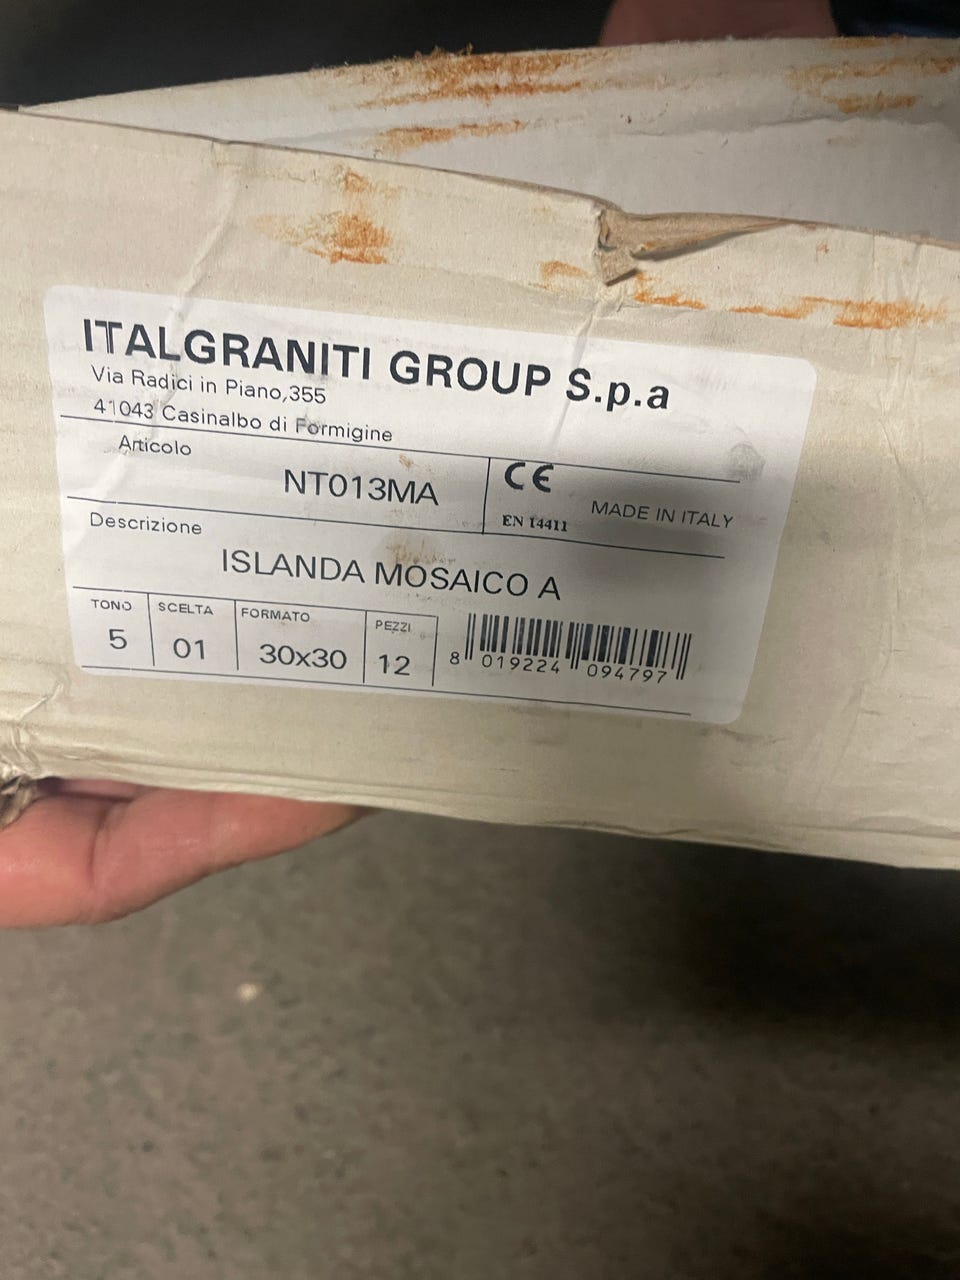 ITALGRANITI GROUP S.p.a
Via Radici in Piano,355
41043 Casinalbo di Formigine
Articolo
NT013MA
CE
EN 14411
MADE IN ITALY
Descrizione
ISLANDA MOSAICO A
TONO SCELTA FORMATO PEZZI
5 01 30x30 12
8 019224 094797